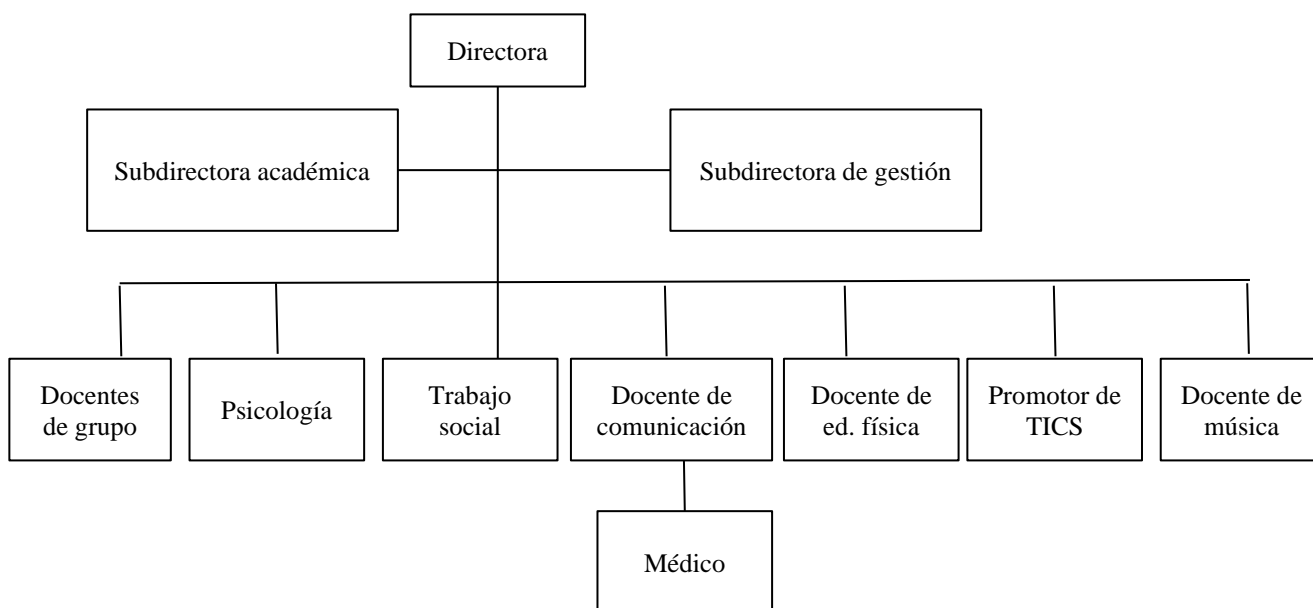 Directora
Subdirectora académica
Subdirectora de gestión
Docentes
de grupo
Psicología
Trabajo
social
Docente de
comunicación
Docente de
ed. física
Promotor de
TICS
Docente de
música
Médico